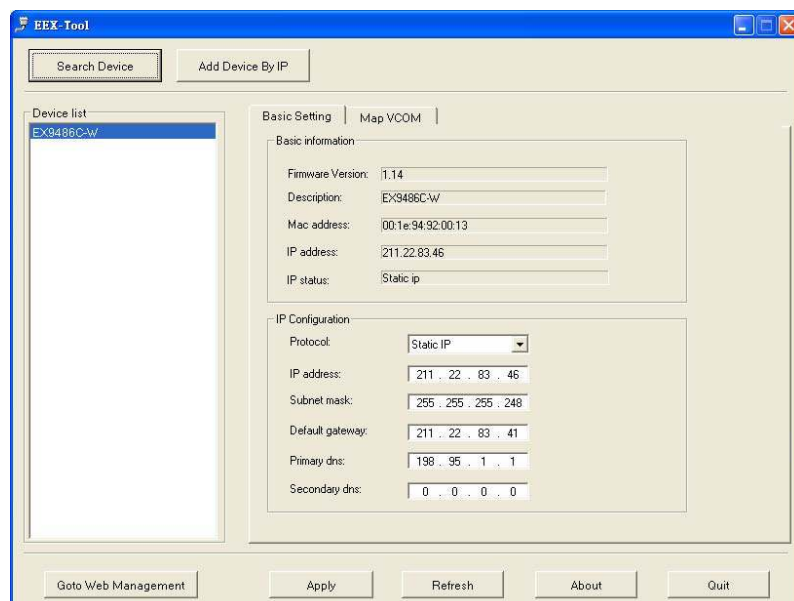 EEX-Tool
Search Device Add Device By IP
Device list
EX9486C-W
Basic Setting Map VCOM
Basic information
Firmware Version: 1.14
Description: EX9486C-W
Mac address: 00:1e:94:92:00:13
IP address: 211.22.83.46
IP status: Static ip
IP Configuration
Protocol: Static IP
IP address: 211 . 22 . 83 . 46
Subnet mask: 255 . 255 . 255 . 248
Default gateway: 211 . 22 . 83 . 41
Primary dns: 198 . 95 . 1 . 1
Secondary dns: 0 . 0 . 0 . 0
Goto Web Management Apply Refresh About Quit